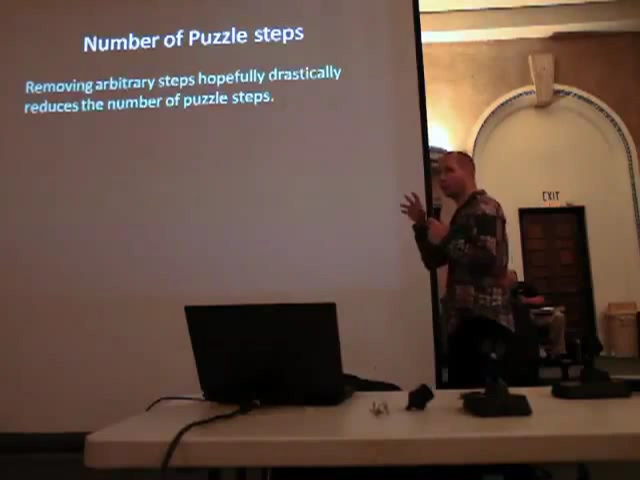 Number of Puzzle steps
Removing arbitrary steps hopefully drastically
reduces the number of puzzle steps.
EXIT